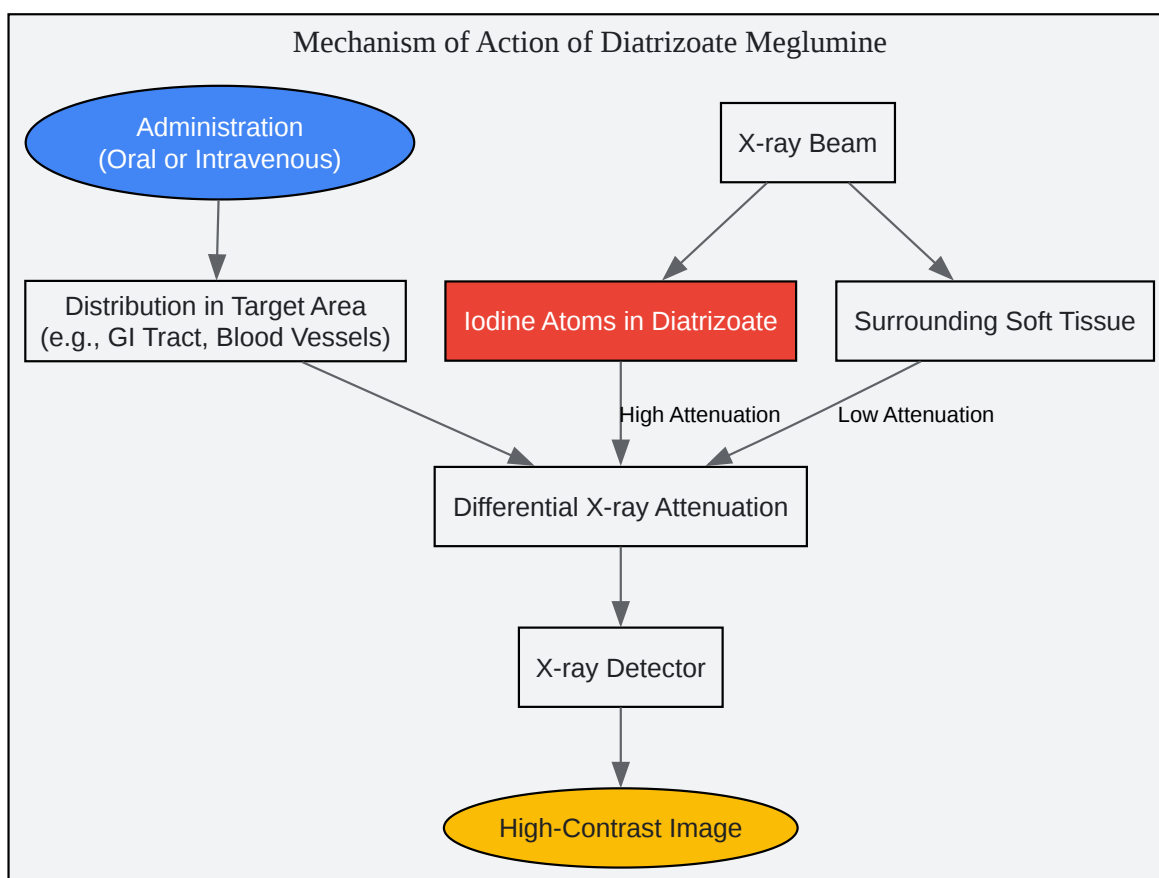 Mechanism of Action of Diatrizoate Meglumine
Administration
(Oral or Intravenous)
X-ray Beam
Distribution in Target Area
(e.g., GI Tract, Blood Vessels)
Iodine Atoms in Diatrizoate
Surrounding Soft Tissue
High Attenuation
Low Attenuation
Differential X-ray Attenuation
X-ray Detector
High-Contrast Image